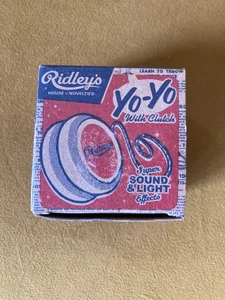 LEARN TO THROW
Ridley's
HOUSE of NOVELTIES
Yo-Yo
With Clutch
Super
SOUND
& LIGHT
Effects